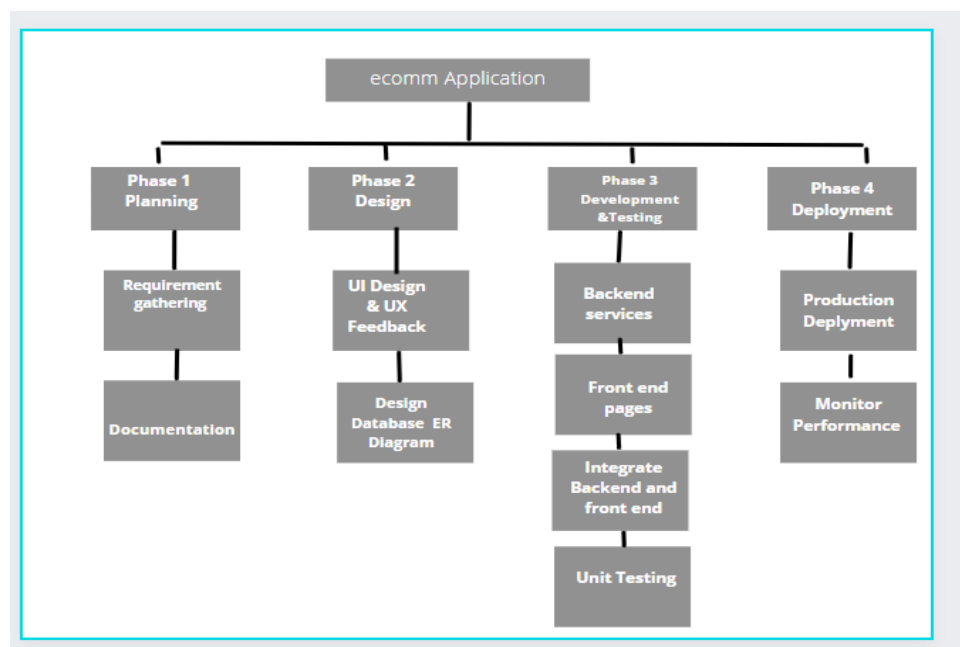 ecomm Application
Phase 1
Planning
Phase 2
Design
Phase 3
Development
&Testing
Phase 4
Deployment
Requirement
gathering
UI Design
& UX
Feedback
Backend
services
Production
Deplyment
Documentation
Design
Database ER
Diagram
Front end
pages
Monitor
Performance
Integrate
Backend and
front end
Unit Testing